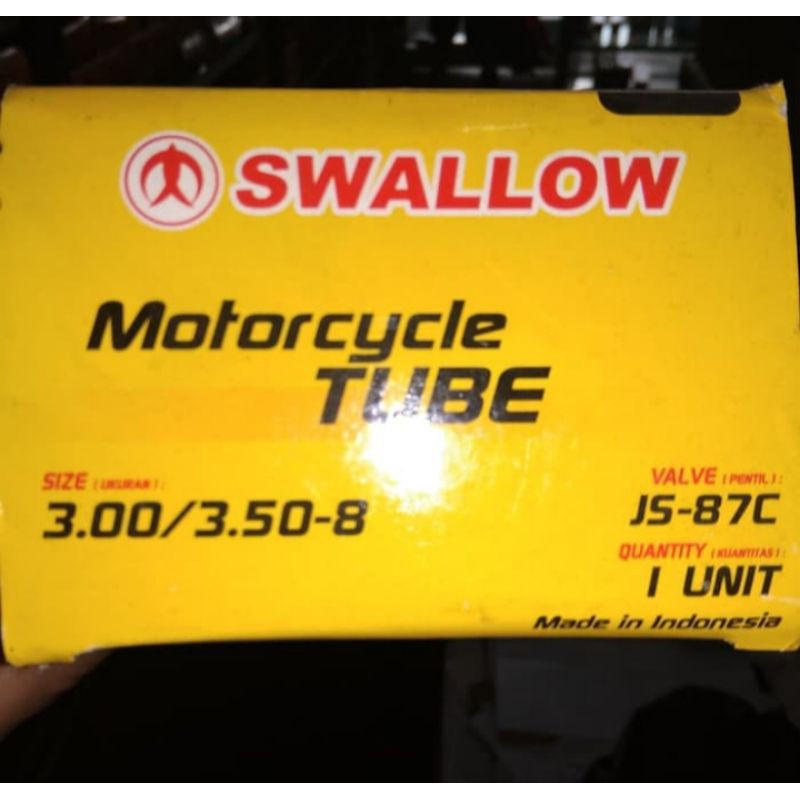 SWALLOW
Motorcycle
TUBE
SIZE (UKURAN) :
3.00/3.50-8
VALVE (PENTIL) :
JS-87C
QUANTITY (KUANTITAS) :
1 UNIT
Made in Indonesia